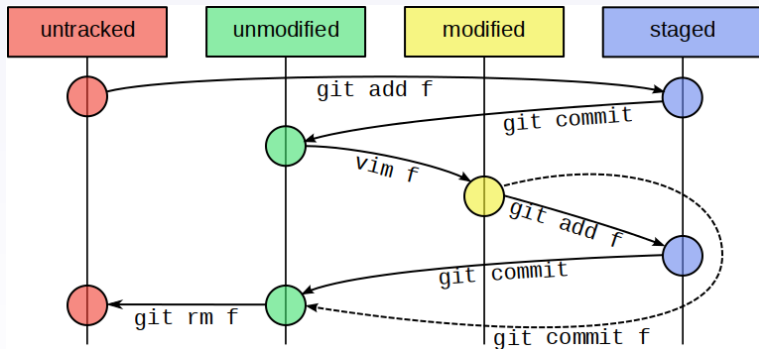 untracked
unmodified
modified
staged
git add f
git commit
vim f
git add f
git commit
git rm f
git commit f